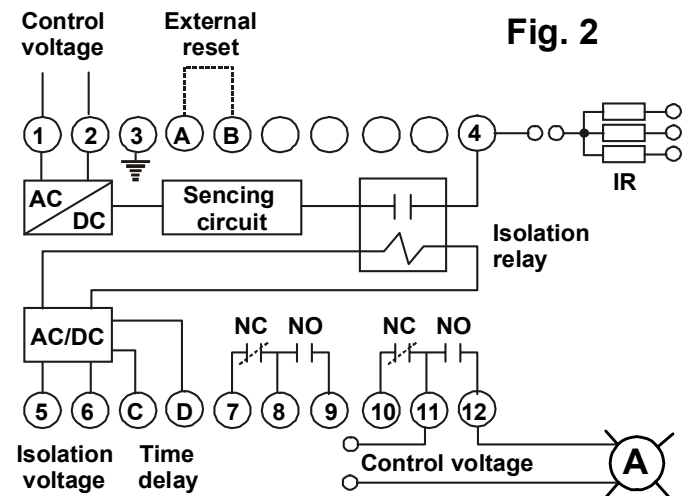 Control voltage
External reset
Fig. 2
1 2 3 A B 4
IR
AC DC
Sencing circuit
Isolation relay
AC/DC
NC NO NC NO
5 6 C D 7 8 9 10 11 12
Isolation voltage
Time delay
Control voltage
A